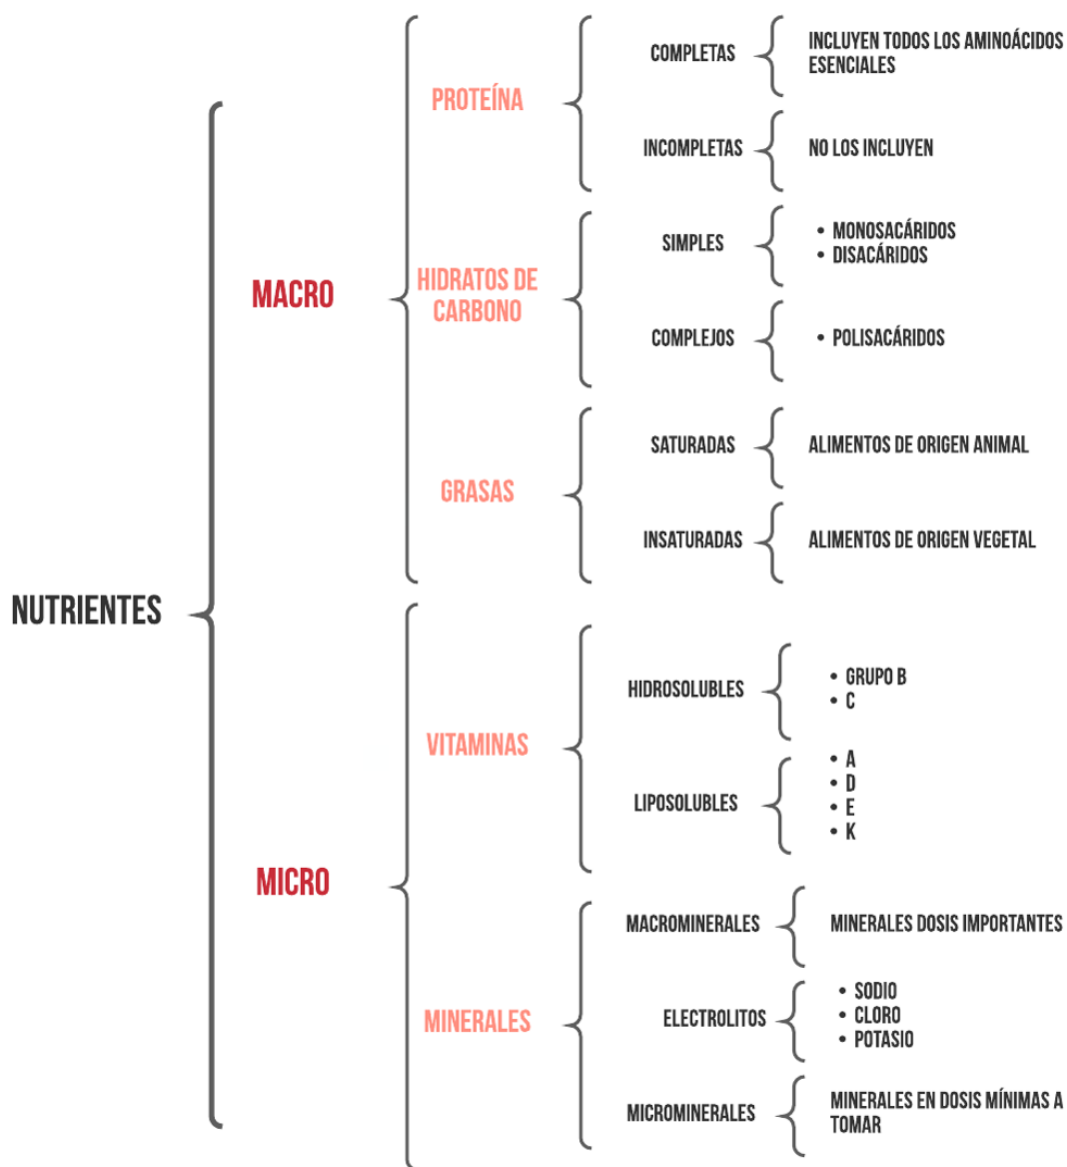 NUTRIENTES
MACRO
PROTEÍNA
COMPLETAS
INCLUYEN TODOS LOS AMINOÁCIDOS
ESENCIALES
INCOMPLETAS
NO LOS INCLUYEN
HIDRATOS DE
CARBONO
SIMPLES
• MONOSACÁRIDOS
• DISACÁRIDOS
COMPLEJOS
• POLISACÁRIDOS
GRASAS
SATURADAS
ALIMENTOS DE ORIGEN ANIMAL
INSATURADAS
ALIMENTOS DE ORIGEN VEGETAL
MICRO
VITAMINAS
HIDROSOLUBLES
• GRUPO B
• C
LIPOSOLUBLES
• A
• D
• E
• K
MINERALES
MACROMINERALES
MINERALES DOSIS IMPORTANTES
ELECTROLITOS
• SODIO
• CLORO
• POTASIO
MICROMINERALES
MINERALES EN DOSIS MÍNIMAS A
TOMAR